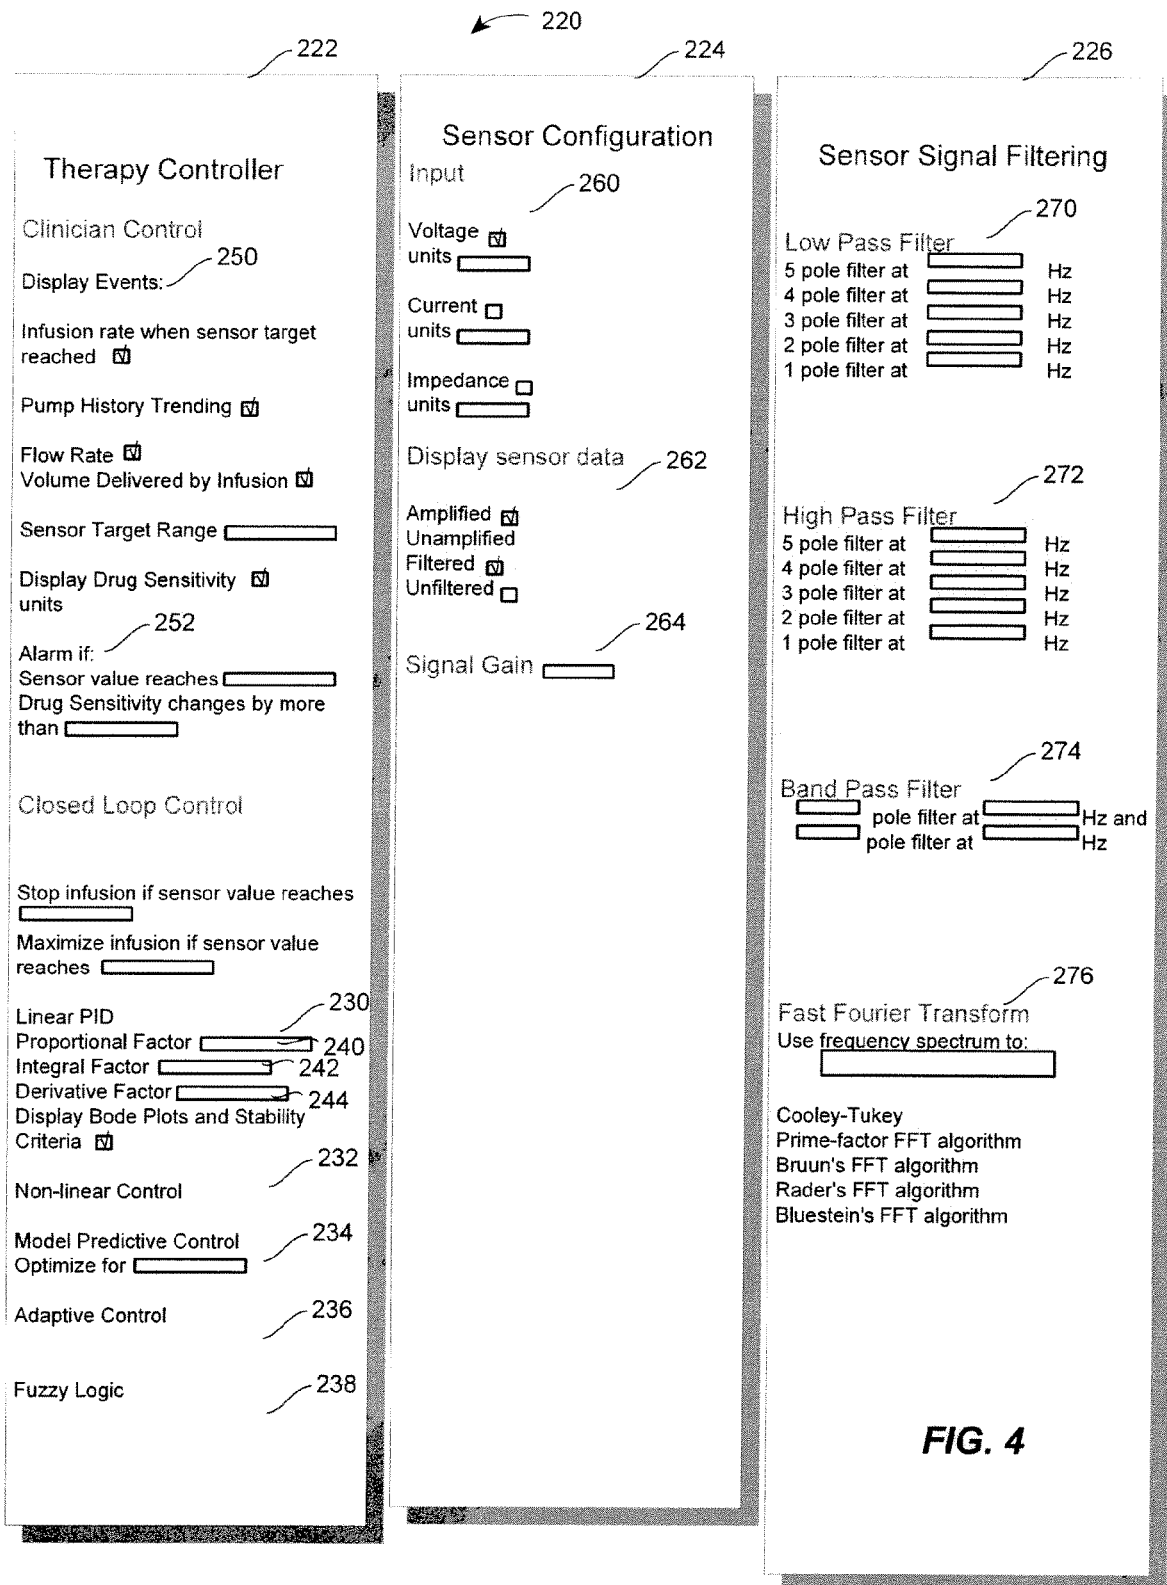 220
222
Therapy Controller
Clinician Control
250
Display Events:
Infusion rate when sensor target
reached
Pump History Trending
Flow Rate
Volume Delivered by Infusion
Sensor Target Range
Display Drug Sensitivity
units
252
Alarm if:
Sensor value reaches
Drug Sensitivity changes by more
than
Closed Loop Control
Stop infusion if sensor value reaches
Maximize infusion if sensor value
reaches
230
Linear PID
Proportional Factor 240
Integral Factor 242
Derivative Factor 244
Display Bode Plots and Stability
Criteria
232
Non-linear Control
234
Model Predictive Control
Optimize for
236
Adaptive Control
238
Fuzzy Logic
224
Sensor Configuration
Input
260
Voltage
units
Current
units
Impedance
units
Display sensor data
262
Amplified
Unamplified
Filtered
Unfiltered
264
Signal Gain
226
Sensor Signal Filtering
270
Low Pass Filter
5 pole filter at Hz
4 pole filter at Hz
3 pole filter at Hz
2 pole filter at Hz
1 pole filter at Hz
272
High Pass Filter
5 pole filter at Hz
4 pole filter at Hz
3 pole filter at Hz
2 pole filter at Hz
1 pole filter at Hz
274
Band Pass Filter
pole filter at Hz and
pole filter at Hz
276
Fast Fourier Transform
Use frequency spectrum to:
Cooley-Tukey
Prime-factor FFT algorithm
Bruun's FFT algorithm
Rader's FFT algorithm
Bluestein's FFT algorithm
FIG. 4